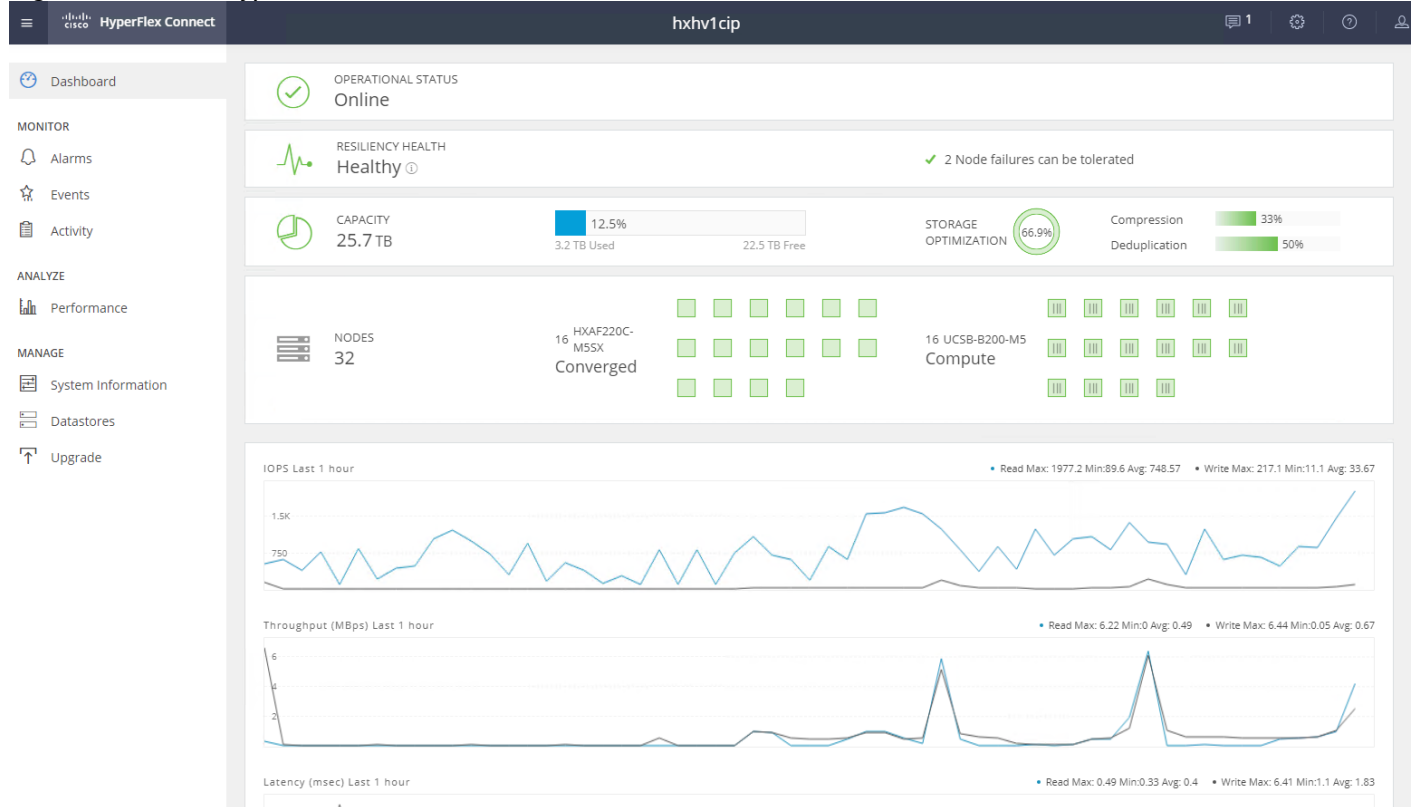 cisco HyperFlex Connect
hxhv1cip
1
Dashboard
MONITOR
Alarms
Events
Activity
ANALYZE
Performance
MANAGE
System Information
Datastores
Upgrade
OPERATIONAL STATUS
Online
RESILIENCY HEALTH
Healthy
2 Node failures can be tolerated
CAPACITY
25.7 TB
12.5%
3.2 TB Used 22.5 TB Free
STORAGE
OPTIMIZATION
66.9%
Compression 33%
Deduplication 50%
NODES
32
16 HXAF220C-
M5SX
Converged
16 UCSB-B200-M5
Compute
IOPS Last 1 hour
Read Max: 1977.2 Min:89.6 Avg: 748.57 Write Max: 217.1 Min:11.1 Avg: 33.67
1.5K
750
Throughput (MBps) Last 1 hour
Read Max: 6.22 Min:0 Avg: 0.49 Write Max: 6.44 Min:0.05 Avg: 0.67
6
4
2
Latency (msec) Last 1 hour
Read Max: 0.49 Min:0.33 Avg: 0.4 Write Max: 6.41 Min:1.1 Avg: 1.83